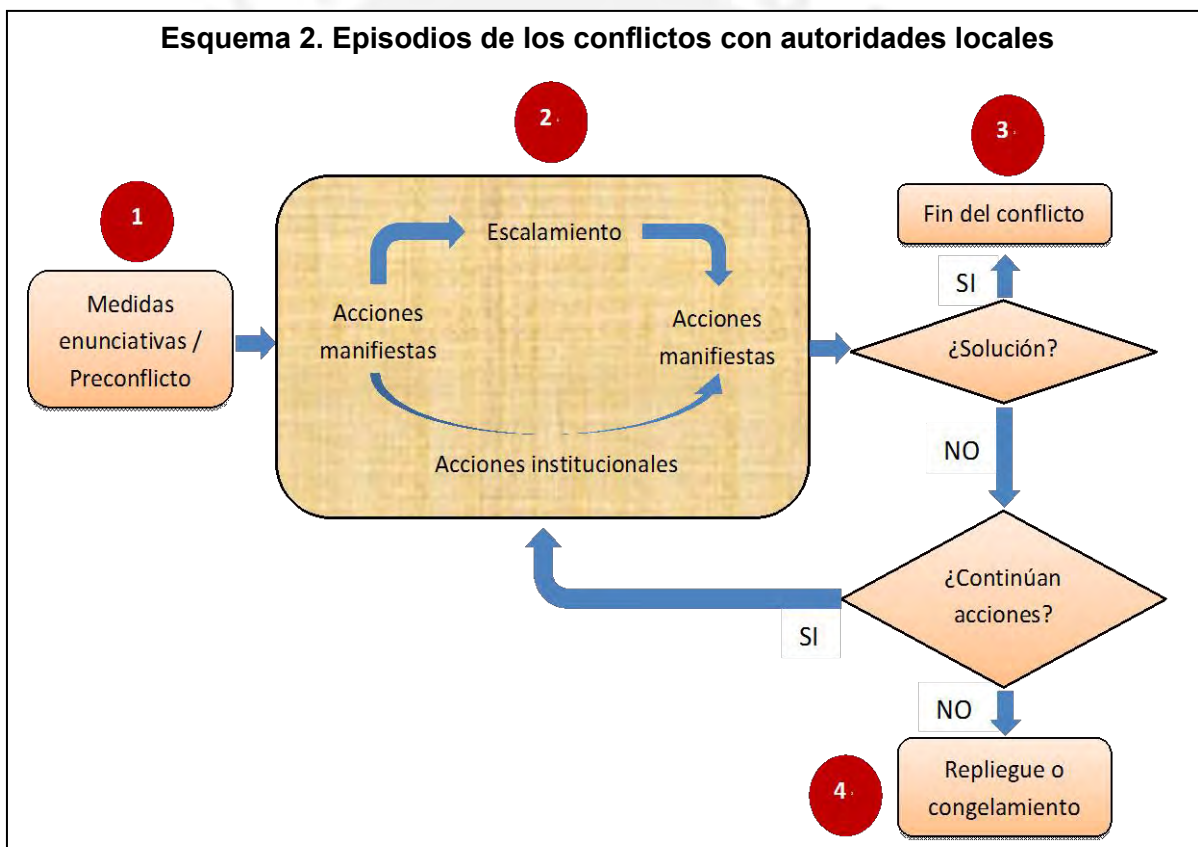 Esquema 2. Episodios de los conflictos con autoridades locales
1
Medidas
enunciativas /
Preconflicto
2
Escalamiento
Acciones
manifiestas
Acciones
manifiestas
Acciones institucionales
3
Fin del conflicto
SI
¿Solución?
NO
¿Continúan
acciones?
SI
NO
4
Repliegue o
congelamiento